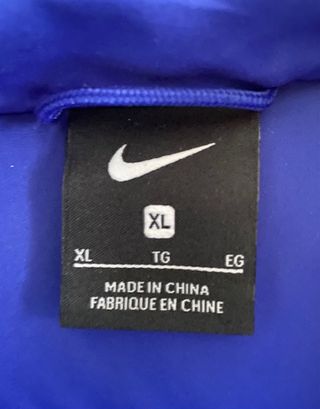 XL
XL TG EG
MADE IN CHINA
FABRIQUE EN CHINE